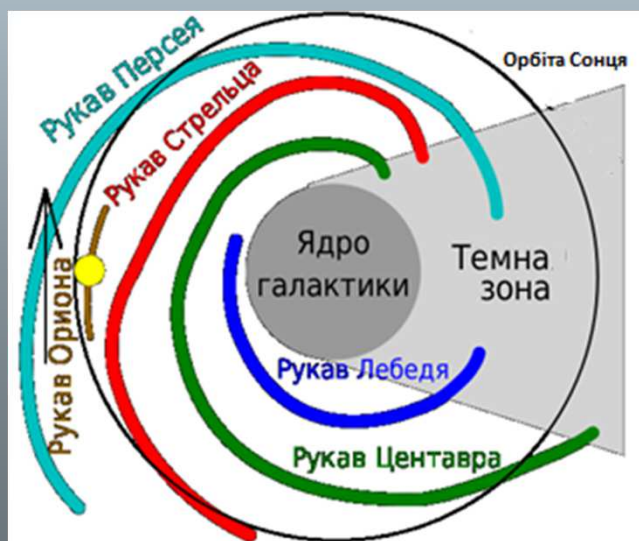 Орбіта Сонця
Рукав Персея
Рукав Стрельца
Рукав Ориона
Ядро
галактики
Темна
зона
Рукав Лебедя
Рукав Центавра